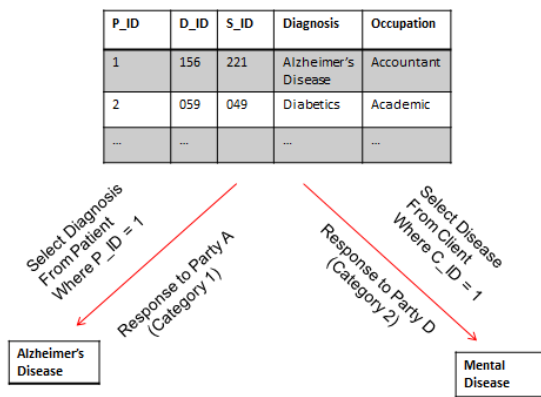 P_ID D_ID S_ID Diagnosis Occupation
1 156 221 Alzheimer's Disease Accountant
2 059 049 Diabetics Academic
... ... ... ...
Select Diagnosis
From Patient
Where P_ID = 1
Response to Party A
(Category 1)
Select Disease
From Client
Where C_ID = 1
Response to Party D
(Category 2)
Alzheimer's
Disease
Mental
Disease